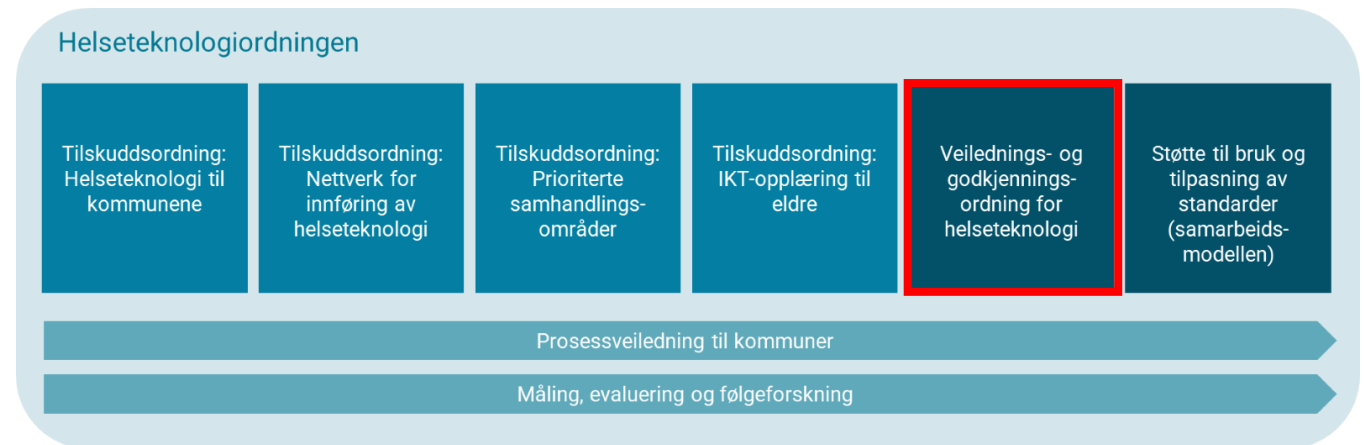 Helseteknologiordningen
Tilskuddsordning:
Helseteknologi til
kommunene
Tilskuddsordning:
Nettverk for
innføring av
helseteknologi
Tilskuddsordning:
Prioriterte
samhandlings-
områder
Tilskuddsordning:
IKT-opplæring til
eldre
Veilednings- og
godkjennings-
ordning for
helseteknologi
Støtte til bruk og
tilpasning av
standarder
(samarbeids-
modellen)
Prosessveiledning til kommuner
Måling, evaluering og følgeforskning